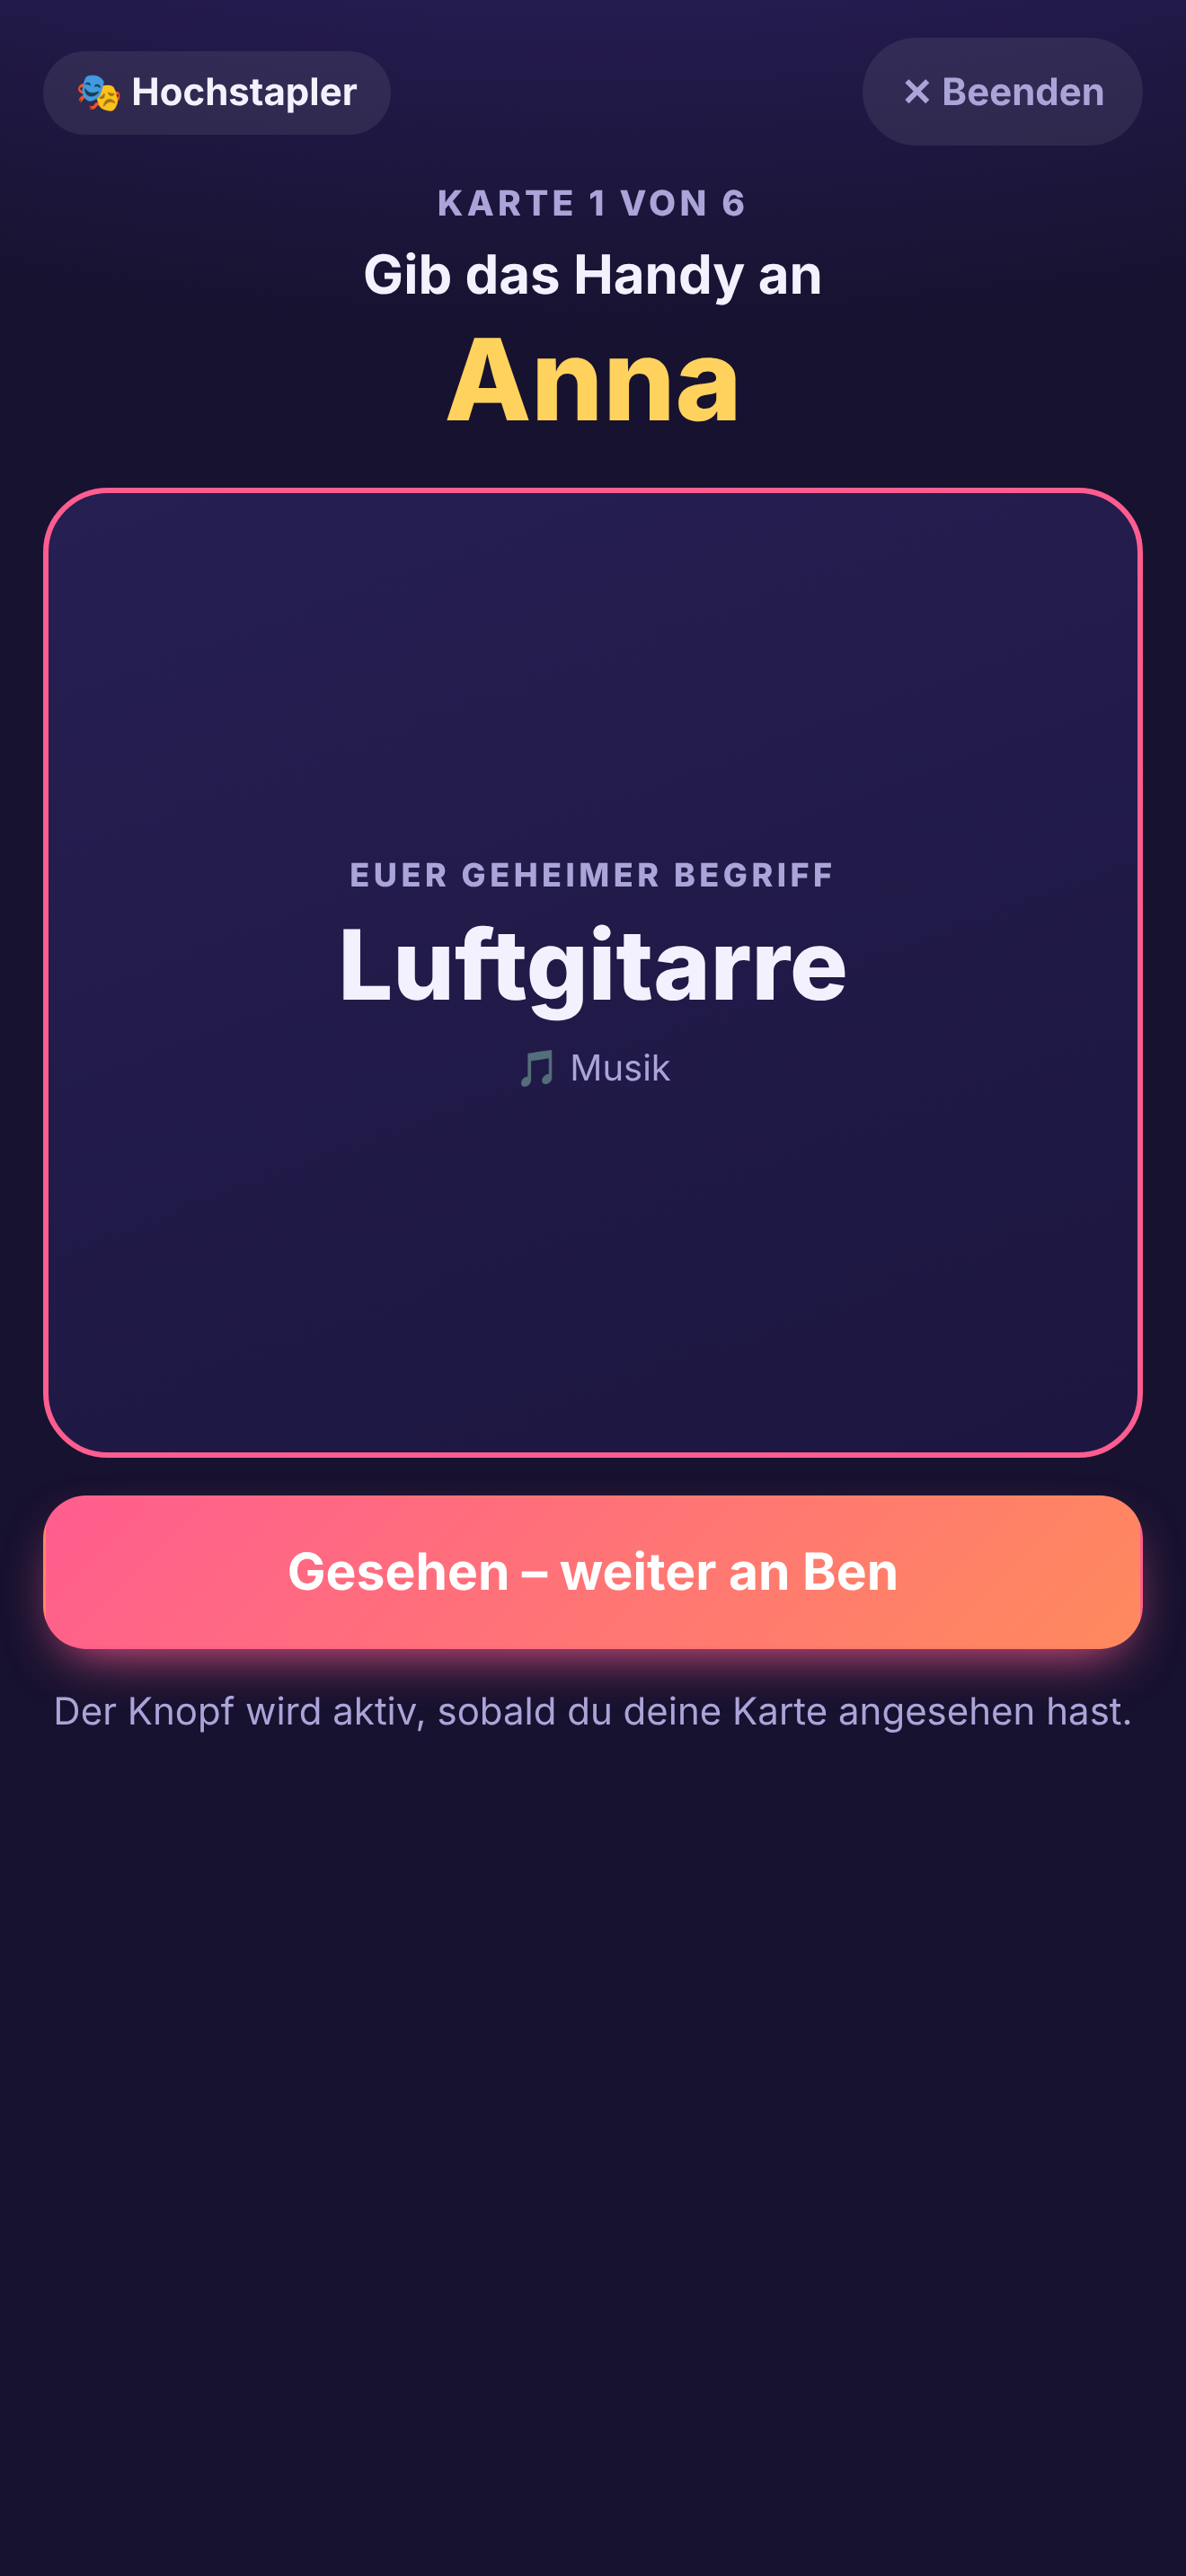 🎭 Hochstapler
✕ Beenden
KARTE 1 VON 6
Gib das Handy an
Anna
EUER GEHEIMER BEGRIFF
Luftgitarre
🎵 Musik
Gesehen – weiter an Ben
Der Knopf wird aktiv, sobald du deine Karte angesehen hast.